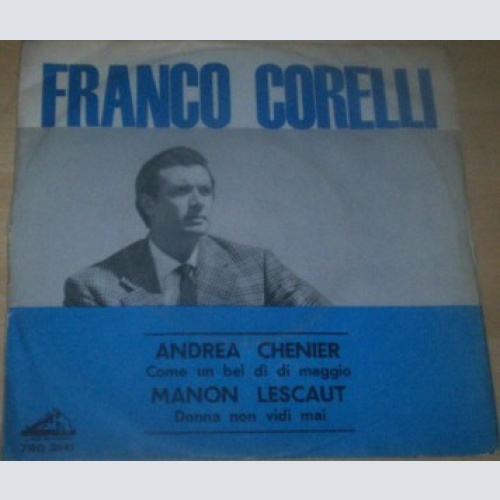 FRANCO CORELLI
ANDREA CHENIER
Come un bel dì di maggio
MANON LESCAUT
Donna non vidi mai